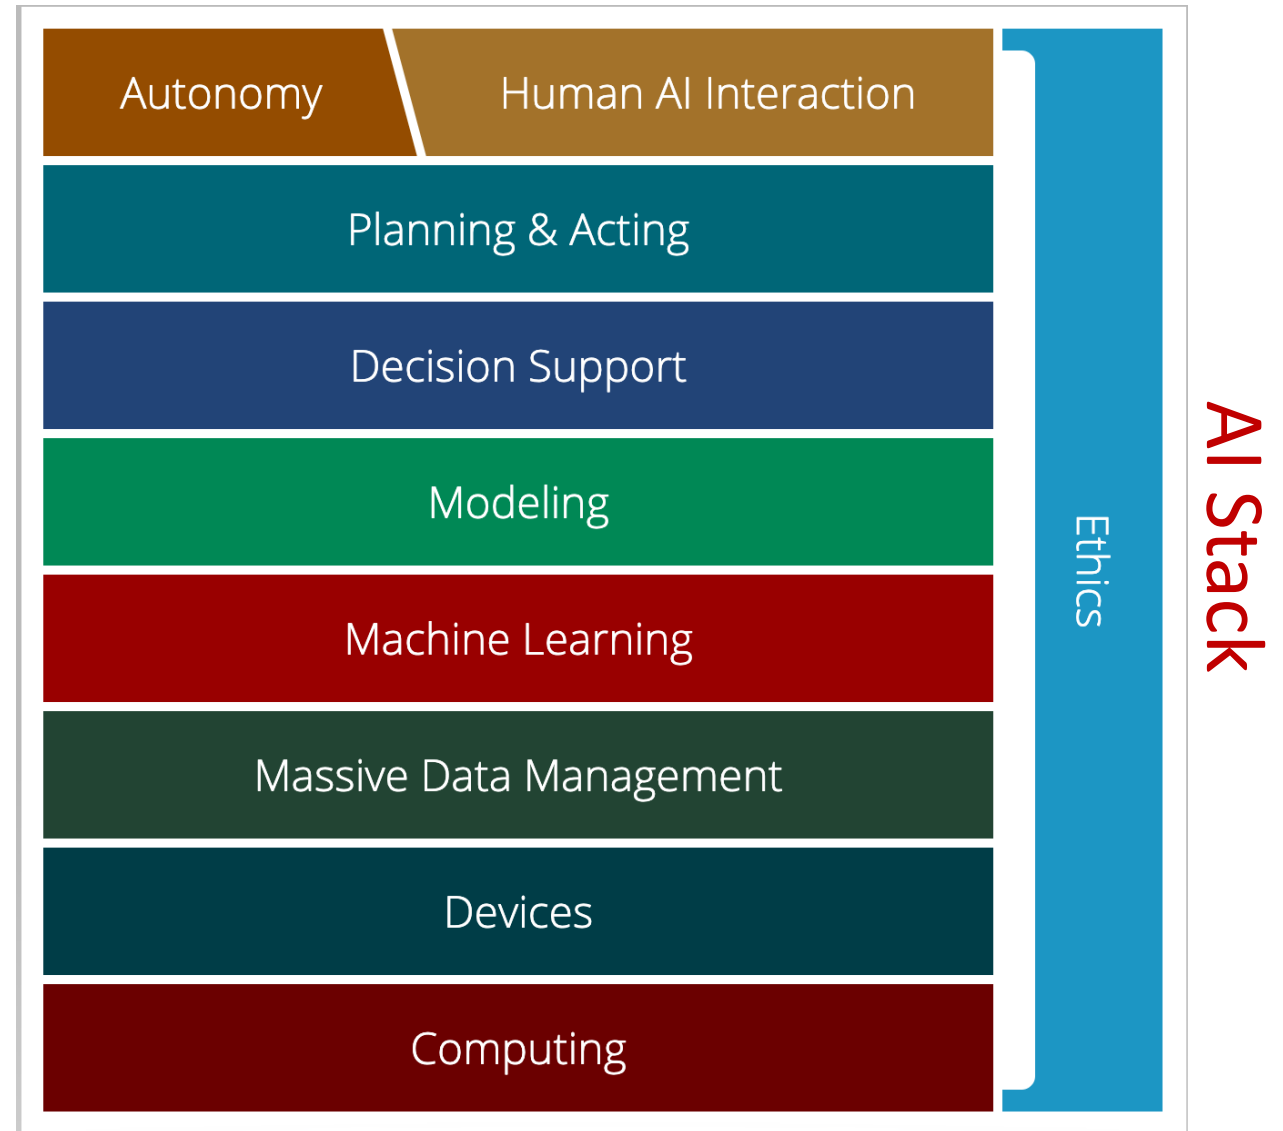 Autonomy
Human AI Interaction
Planning & Acting
Decision Support
Modeling
Machine Learning
Massive Data Management
Devices
Computing
Ethics
AI Stack